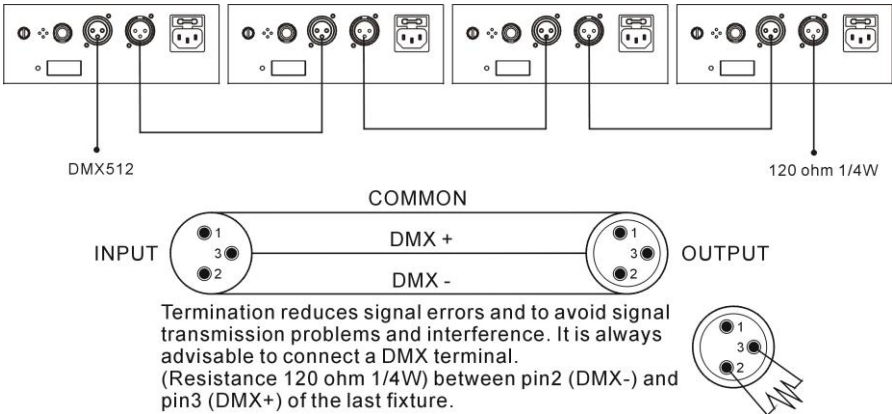 DMX512
120 ohm 1/4W
COMMON
INPUT
1
3
2
DMX +
DMX -
1
3
2
OUTPUT
Termination reduces signal errors and to avoid signal
transmission problems and interference. It is always
advisable to connect a DMX terminal.
(Resistance 120 ohm 1/4W) between pin2 (DMX-) and
pin3 (DMX+) of the last fixture.
1
3
2